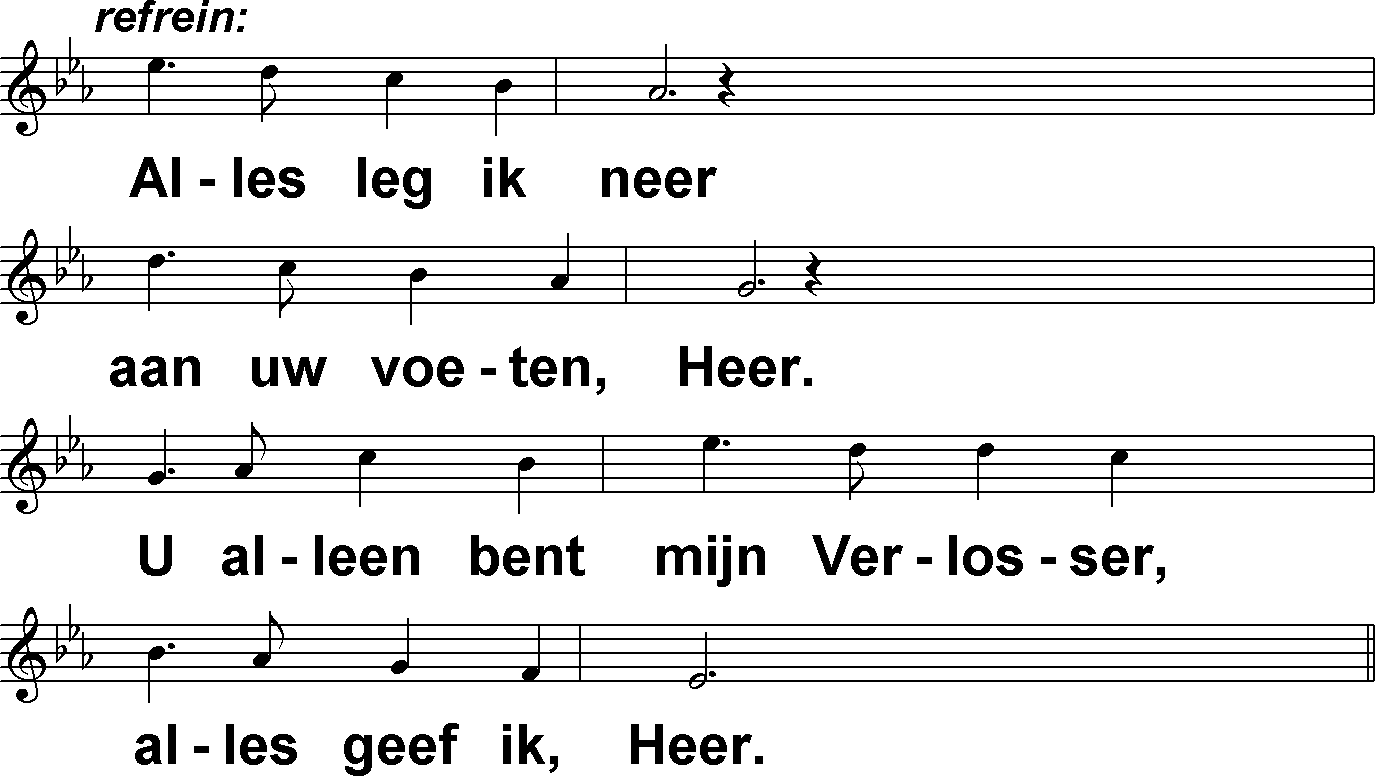 refrein:
Al - les leg ik neer
aan uw voe - ten, Heer.
U al - leen bent mijn Ver - los - ser,
al - les geef ik, Heer.